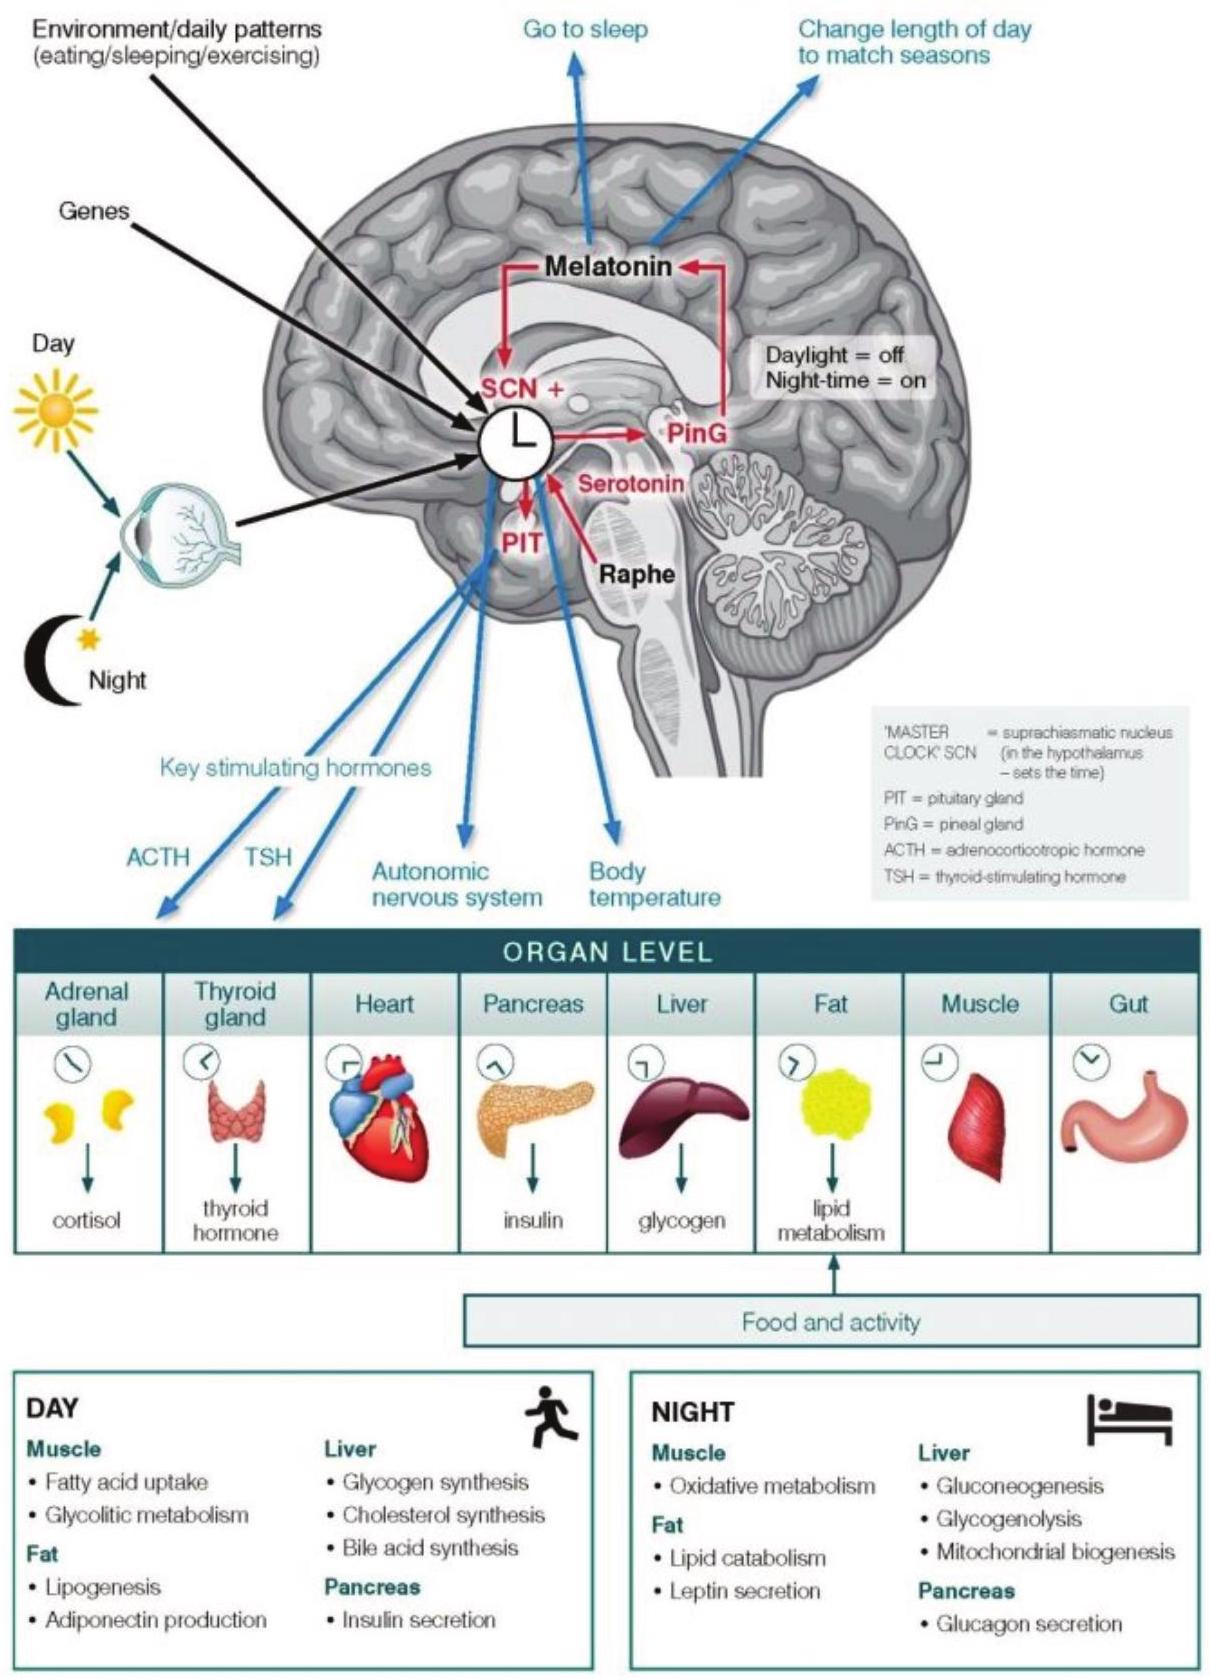 Environment/daily patterns
(eating/sleeping/exercising)
Go to sleep
Change length of day
to match seasons
Genes
Melatonin
Day
Daylight = off
Night-time = on
SCN +
PinG
Serotonin
PIT
Raphe
Night
Key stimulating hormones
ACTH
TSH
Autonomic
nervous system
Body
temperature
'MASTER = suprachiasmatic nucleus
CLOCK' SCN (in the hypothalamus
– sets the time)
PIT = pituitary gland
PinG = pineal gland
ACTH = adrenocorticotropic hormone
TSH = thyroid-stimulating hormone
ORGAN LEVEL
Adrenal
gland
Thyroid
gland
Heart
Pancreas
Liver
Fat
Muscle
Gut
cortisol
thyroid
hormone
insulin
glycogen
lipid
metabolism
Food and activity
DAY
Muscle
• Fatty acid uptake
• Glycolitic metabolism
Fat
• Lipogenesis
• Adiponectin production
Liver
• Glycogen synthesis
• Cholesterol synthesis
• Bile acid synthesis
Pancreas
• Insulin secretion
NIGHT
Muscle
• Oxidative metabolism
Fat
• Lipid catabolism
• Leptin secretion
Liver
• Gluconeogenesis
• Glycogenolysis
• Mitochondrial biogenesis
Pancreas
• Glucagon secretion